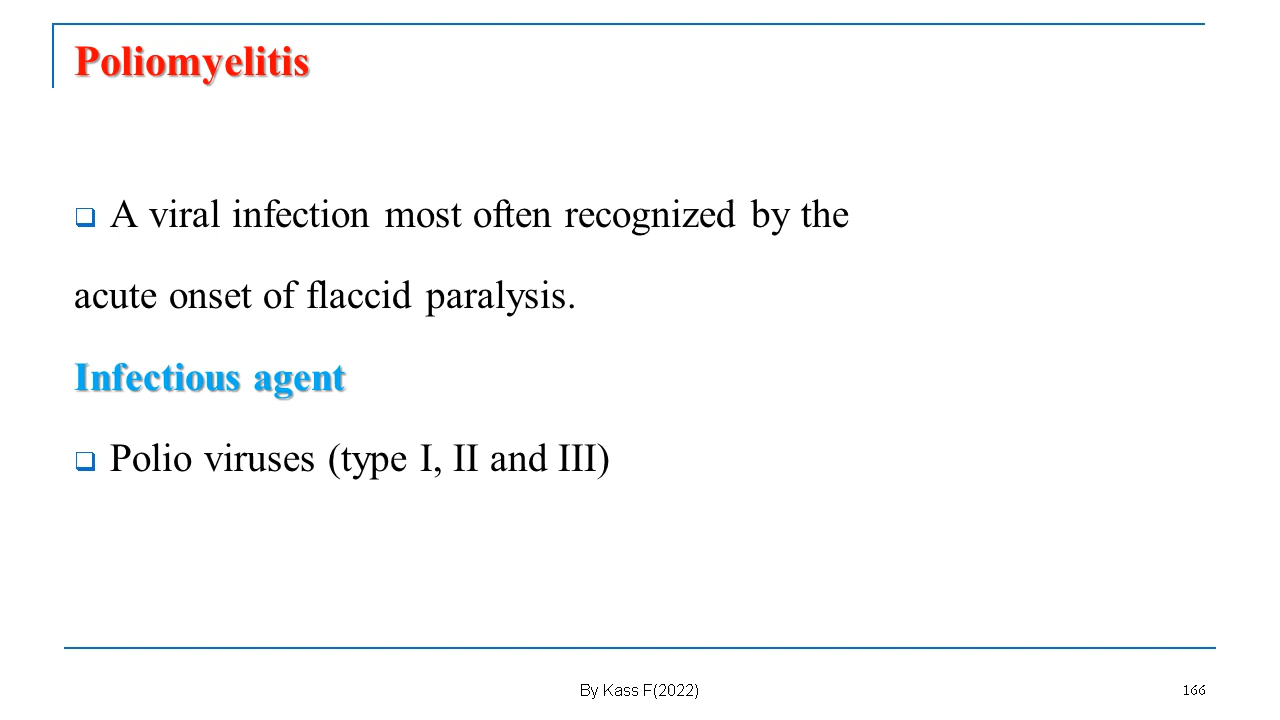 Poliomyelitis
❑ A viral infection most often recognized by the
acute onset of flaccid paralysis.
Infectious agent
❑ Polio viruses (type I, II and III)
By Kass F(2022)
166